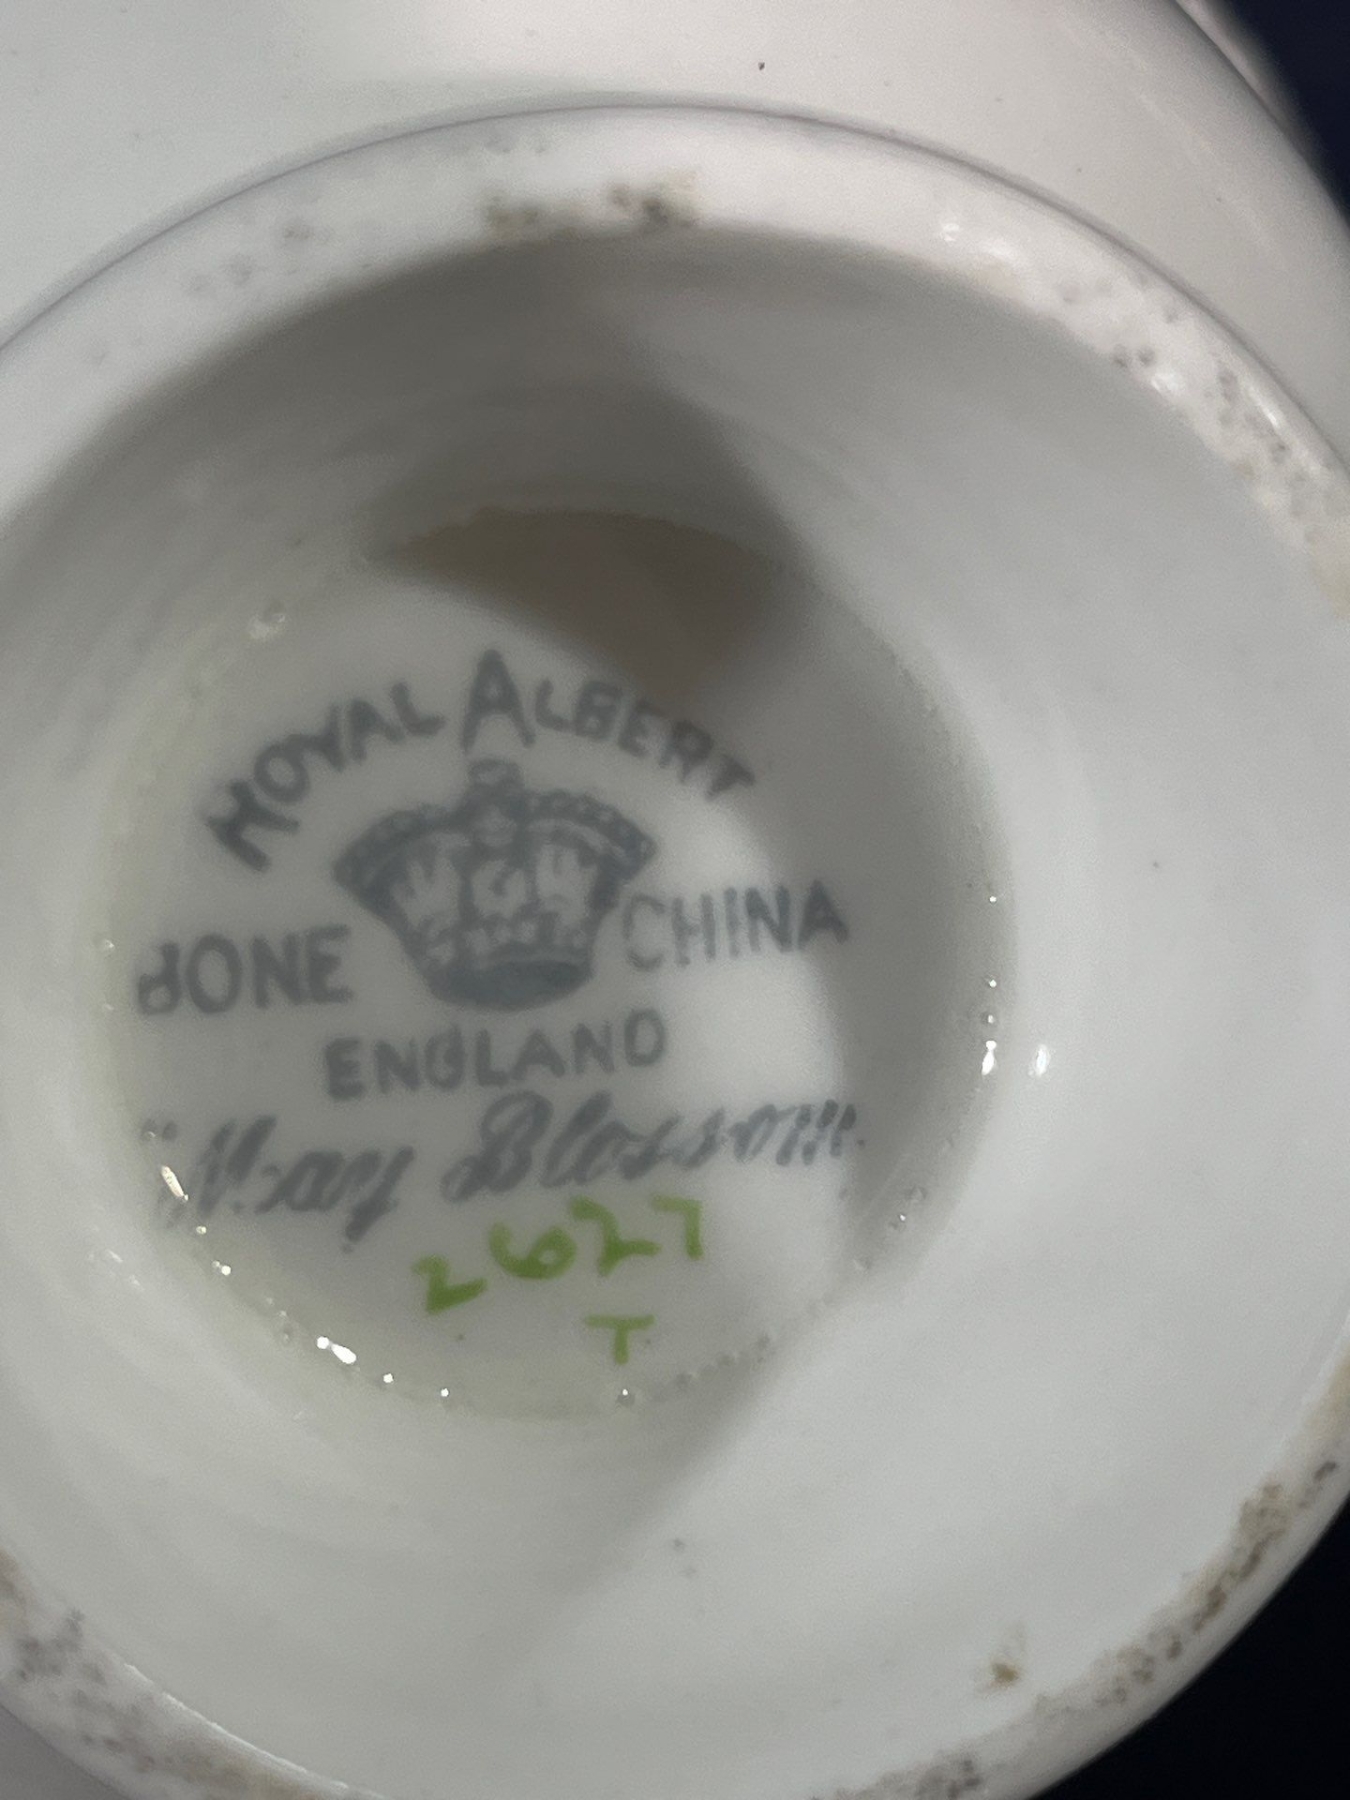 ROYAL ALBERT
BONE CHINA
ENGLAND
"May Blossom"
2627
T